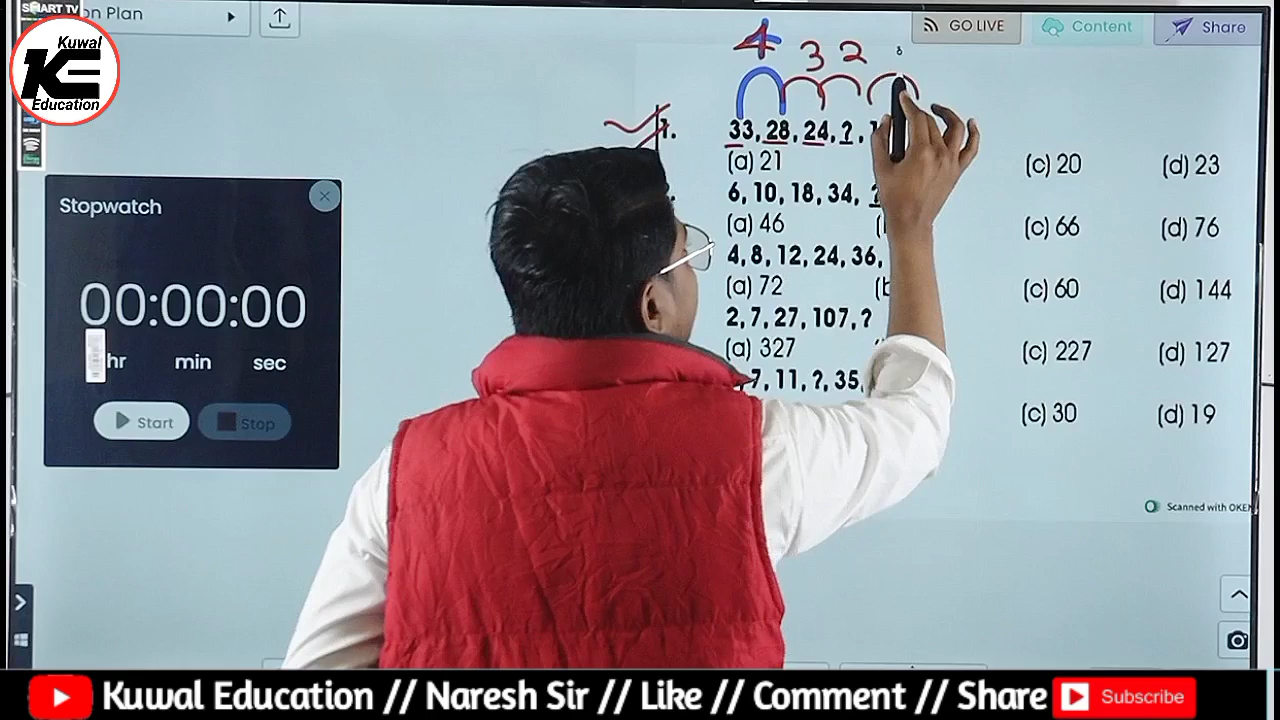 SMART TV
on Plan
GO LIVE
Content
Share
Kuwal
KE
Education
4 3 2
1. 33, 28, 24, ?, 1
(a) 21 (c) 20 (d) 23
6, 10, 18, 34, ?
(a) 46 (c) 66 (d) 76
4, 8, 12, 24, 36,
(a) 72 (b (c) 60 (d) 144
2, 7, 27, 107, ?
(a) 327 (c) 227 (d) 127
7, 11, ?, 35,
(c) 30 (d) 19
Stopwatch
00:00:00
hr min sec
Start Stop
Scanned with OKEN
Kuwal Education // Naresh Sir // Like // Comment // Share Subscribe